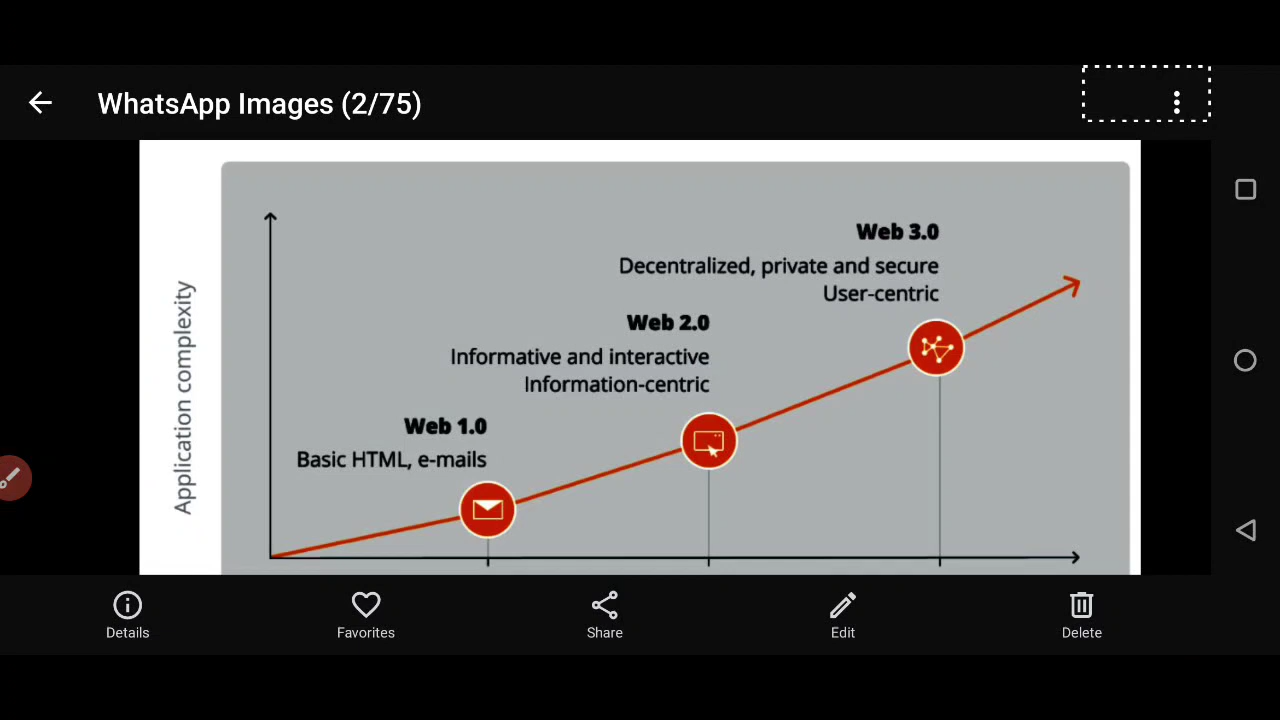 WhatsApp Images (2/75)
Web 3.0
Decentralized, private and secure
User-centric
Web 2.0
Informative and interactive
Information-centric
Web 1.0
Basic HTML, e-mails
Application complexity
Details
Favorites
Share
Edit
Delete